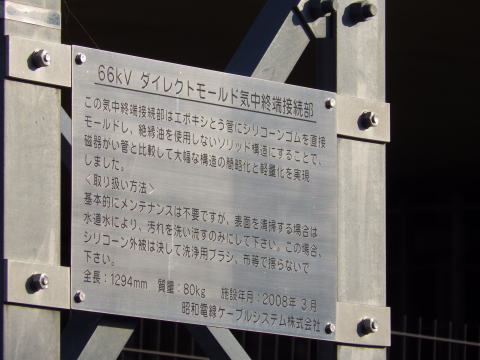 66kV ダイレクトモールド気中終端接続部
この気中終端接続部はエポキシとう管にシリコーンゴムを直接
モールドし、絶縁油を使用しないソリッド構造にすることで、
磁器がい管と比較して大幅な構造の簡略化と軽量化を実現
しました。
<取り扱い方法>
基本的にメンテナンスは不要ですが、表面を清掃する場合は
水道水により、汚れを洗い流すのみにして下さい。この場合、
シリコーン外被は決して洗浄用ブラシ、布等で擦らないで
下さい。
全長:1294mm 質量:80kg 施設年月:2008年 3月
昭和電線ケーブルシステム株式会社